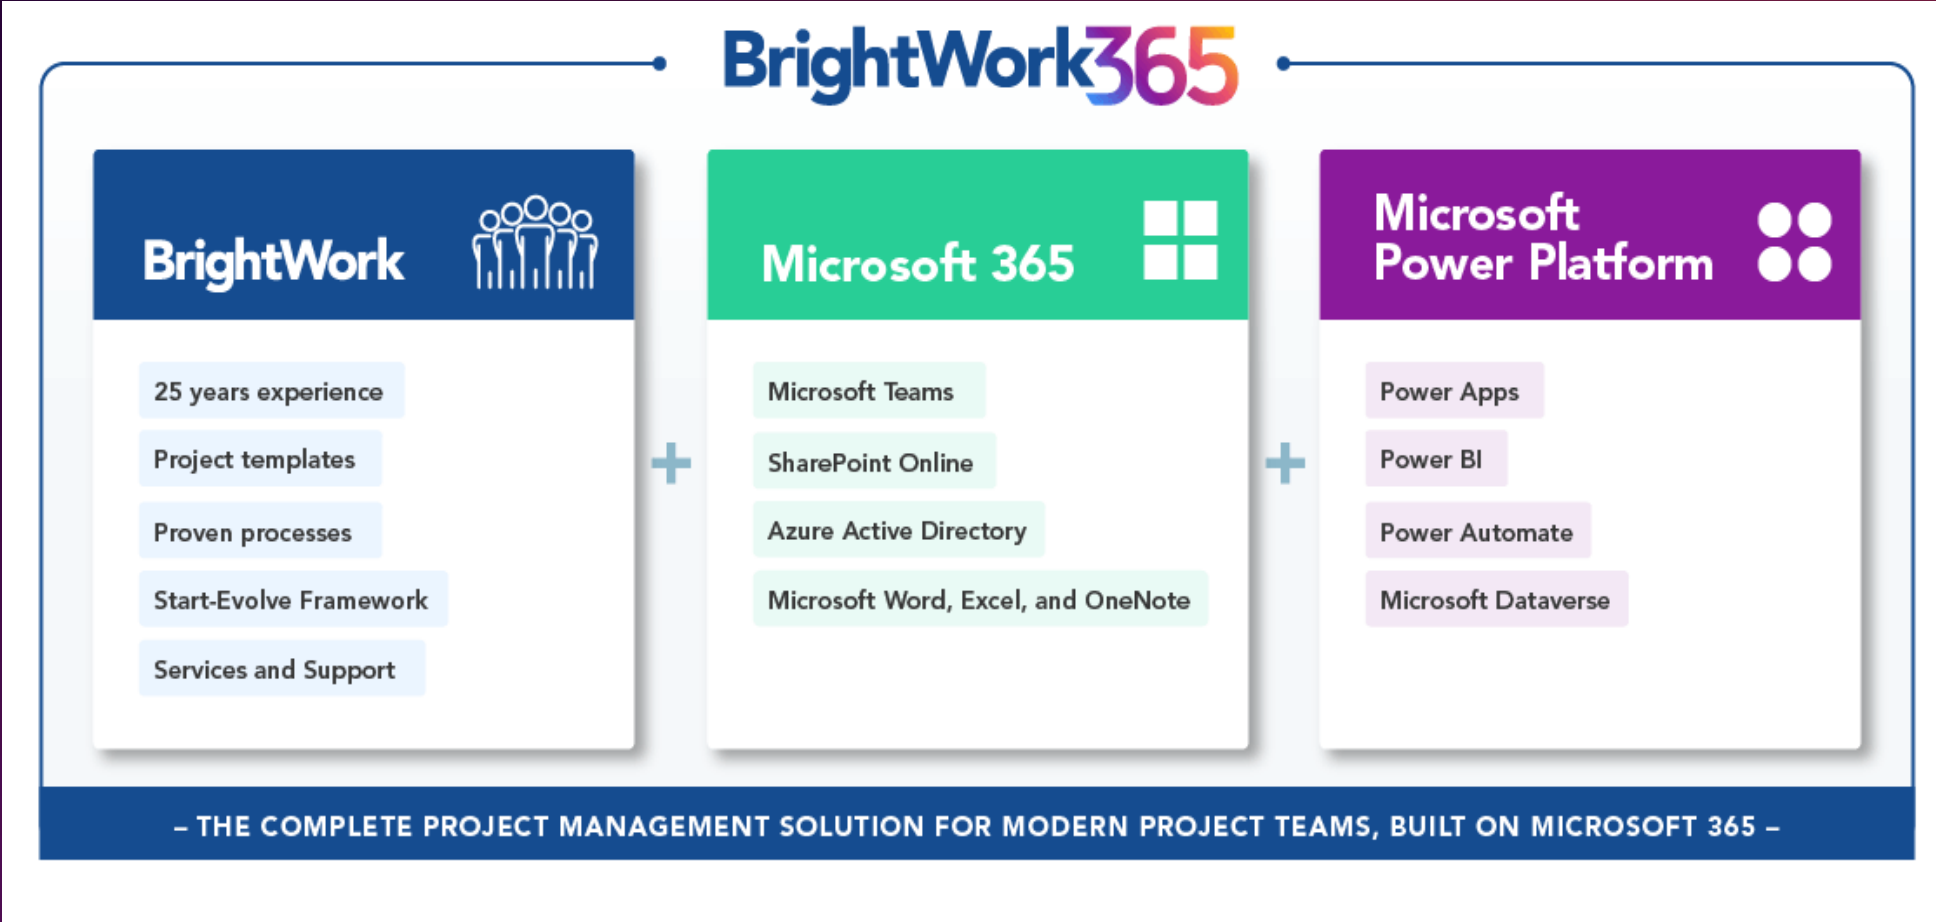 BrightWork365
BrightWork
25 years experience
Project templates
Proven processes
Start-Evolve Framework
Services and Support
+
Microsoft 365
Microsoft Teams
SharePoint Online
Azure Active Directory
Microsoft Word, Excel, and OneNote
+
Microsoft
Power Platform
Power Apps
Power BI
Power Automate
Microsoft Dataverse
– THE COMPLETE PROJECT MANAGEMENT SOLUTION FOR MODERN PROJECT TEAMS, BUILT ON MICROSOFT 365 –